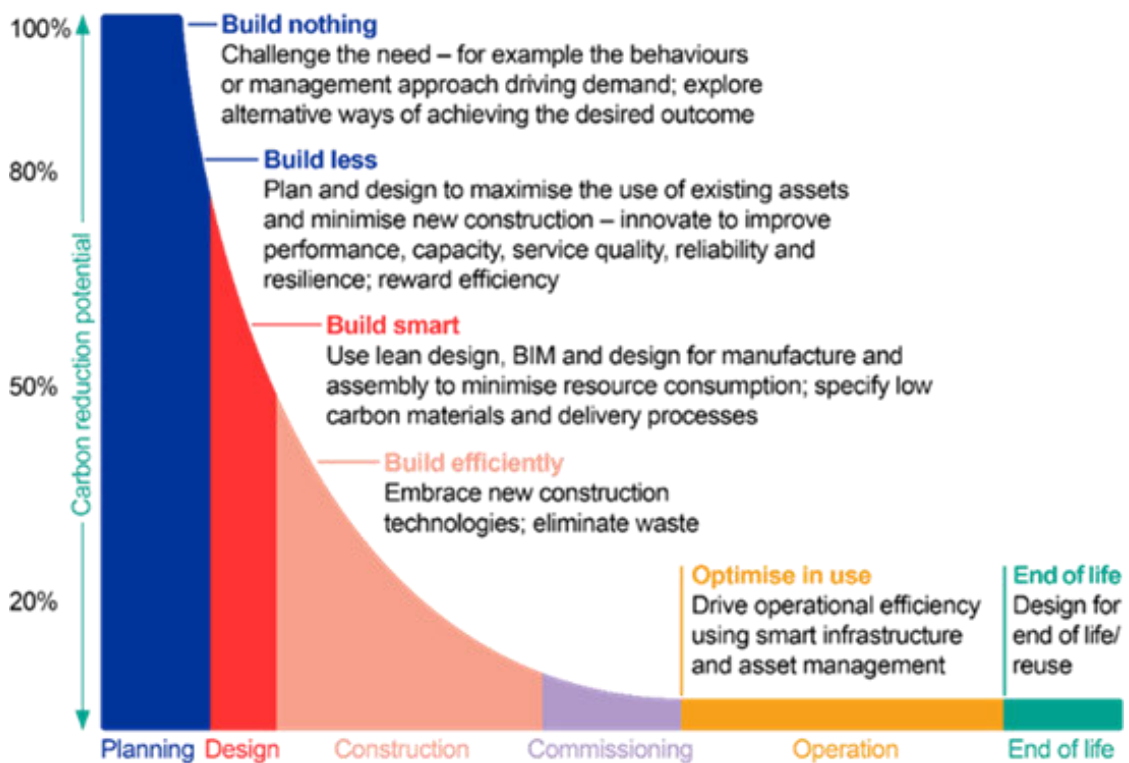 100%
Build nothing
Challenge the need – for example the behaviours
or management approach driving demand; explore
alternative ways of achieving the desired outcome
80%
Build less
Plan and design to maximise the use of existing assets
and minimise new construction – innovate to improve
performance, capacity, service quality, reliability and
resilience; reward efficiency
Carbon reduction potential
Build smart
50%
Use lean design, BIM and design for manufacture and
assembly to minimise resource consumption; specify low
carbon materials and delivery processes
Build efficiently
Embrace new construction
technologies; eliminate waste
20%
Optimise in use
Drive operational efficiency
using smart infrastructure
and asset management
End of life
Design for
end of life/
reuse
Planning Design Construction Commissioning Operation End of life